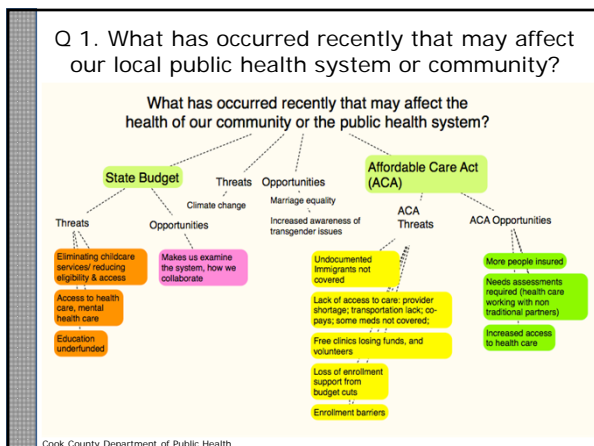 Q 1. What has occurred recently that may affect
our local public health system or community?
What has occurred recently that may affect the
health of our community or the public health system?
State Budget
Threats
Eliminating childcare
services/ reducing
eligibility & access
Access to health
care, mental
health care
Education
underfunded
Opportunities
Makes us examine
the system, how we
collaborate
Threats
Climate change
Opportunities
Marriage equality
Increased awareness of
transgender issues
Affordable Care Act
(ACA)
ACA
Threats
Undocumented
Immigrants not
covered
Lack of access to care: provider
shortage; transportation lack; co-
pays; some meds not covered;
Free clinics losing funds, and
volunteers
Loss of enrollment
support from
budget cuts
Enrollment barriers
ACA Opportunities
More people insured
Needs assessments
required (health care
working with non
traditional partners)
Increased access
to health care
Cook County Department of Public Health